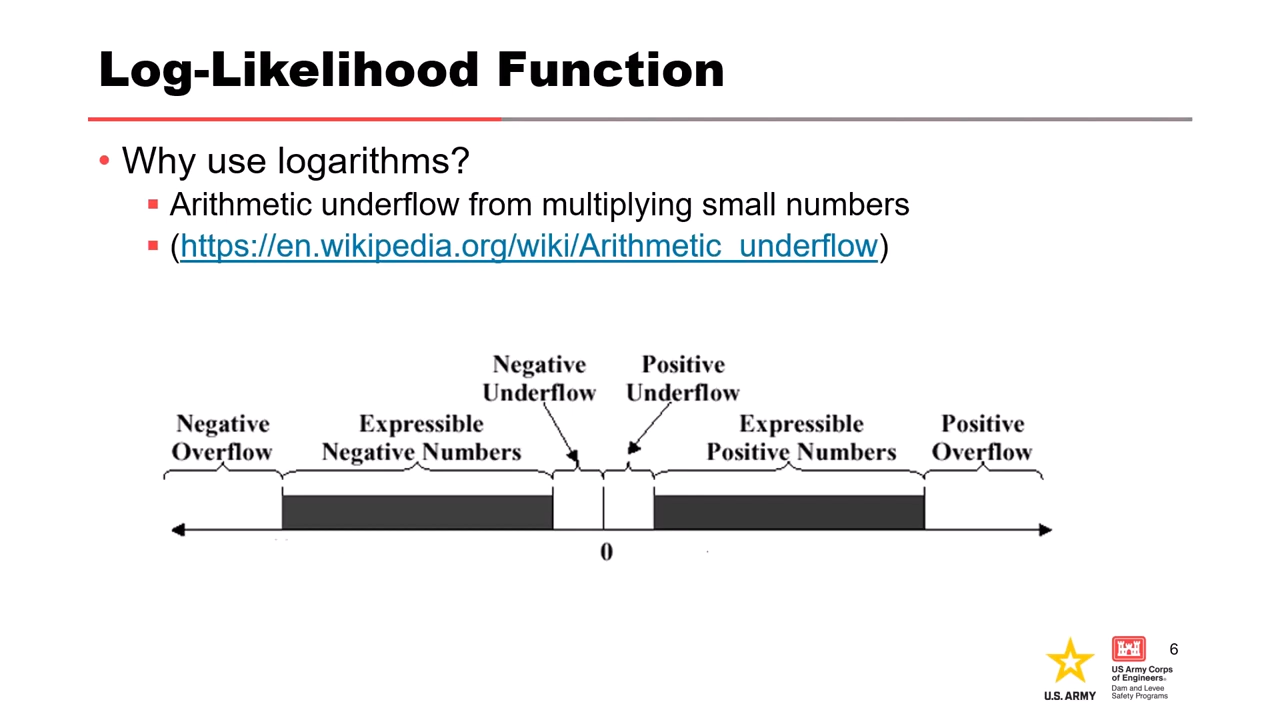 Log-Likelihood Function
• Why use logarithms?
▪ Arithmetic underflow from multiplying small numbers
▪ (https://en.wikipedia.org/wiki/Arithmetic_underflow)
Negative Underflow
Positive Underflow
Negative Overflow
Expressible Negative Numbers
Expressible Positive Numbers
Positive Overflow
0
U.S. ARMY
US Army Corps
of Engineers®
Dam and Levee
Safety Programs
6